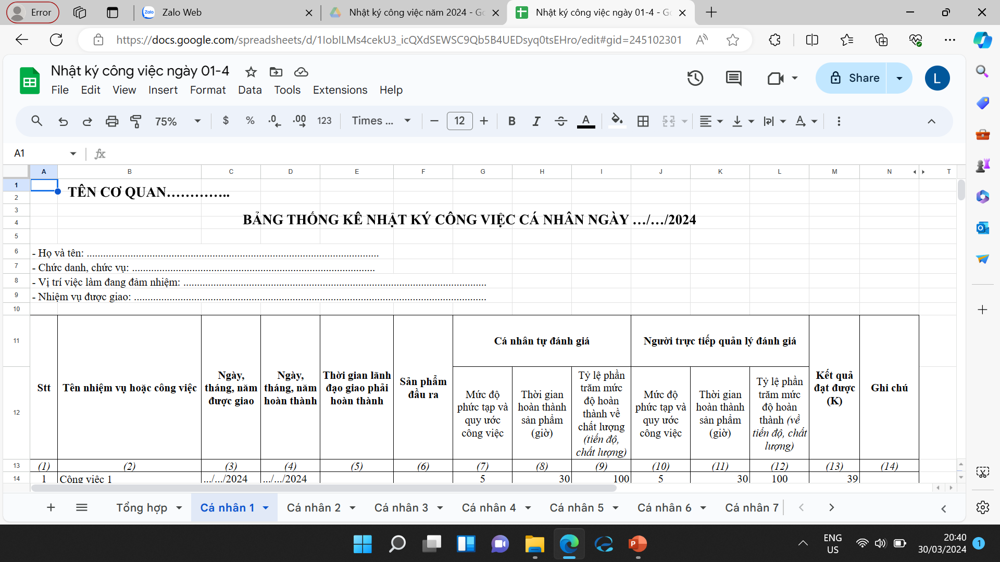 Error
Zalo Web
Nhật ký công việc năm 2024 - Go
Nhật ký công việc ngày 01-4 - Go
https://docs.google.com/spreadsheets/d/1IobILMs4cekU3_icQXdSEWSC9Qb5B4UEDsyq0tsEHro/edit#gid=245102301
Nhật ký công việc ngày 01-4
File Edit View Insert Format Data Tools Extensions Help
Share
L
75% $ % .0 .00 123 Times ... 12 B I S A
A1 fx
A B C D E F G H I J K L M N T
1
2 TÊN CƠ QUAN…………..
3
4 BẢNG THỐNG KÊ NHẬT KÝ CÔNG VIỆC CÁ NHÂN NGÀY …/…/2024
5
6 - Họ và tên: ...........................................................................................................
7 - Chức danh, chức vụ: .........................................................................................
8 - Vị trí việc làm đang đảm nhiệm: ...............................................................................................................
9 - Nhiệm vụ được giao: .................................................................................................................................
10
11
12
Stt
Tên nhiệm vụ hoặc công việc
Ngày,
tháng, năm
được giao
Ngày,
tháng, năm
hoàn thành
Thời gian lãnh
đạo giao phải
hoàn thành
Sản phẩm
đầu ra
Cá nhân tự đánh giá
Mức độ
phức tạp và
quy ước
công việc
Thời gian
hoàn thành
sản phẩm
(giờ)
Tỷ lệ phần
trăm mức
độ hoàn
thành về
chất lượng
(tiến độ,
chất lượng)
Người trực tiếp quản lý đánh giá
Mức độ
phức tạp và
quy ước
công việc
Thời gian
hoàn thành
sản phẩm
(giờ)
Tỷ lệ phần
trăm mức
độ hoàn
thành (về
tiến độ, chất
lượng)
Kết quả
đạt được
(K)
Ghi chú
13 (1) (2) (3) (4) (5) (6) (7) (8) (9) (10) (11) (12) (13) (14)
14 1 Công việc 1 …/…/2024 …/…/2024 5 30 100 5 30 100 39
Tổng hợp Cá nhân 1 Cá nhân 2 Cá nhân 3 Cá nhân 4 Cá nhân 5 Cá nhân 6 Cá nhân 7
ENG
US
20:40
30/03/2024
1